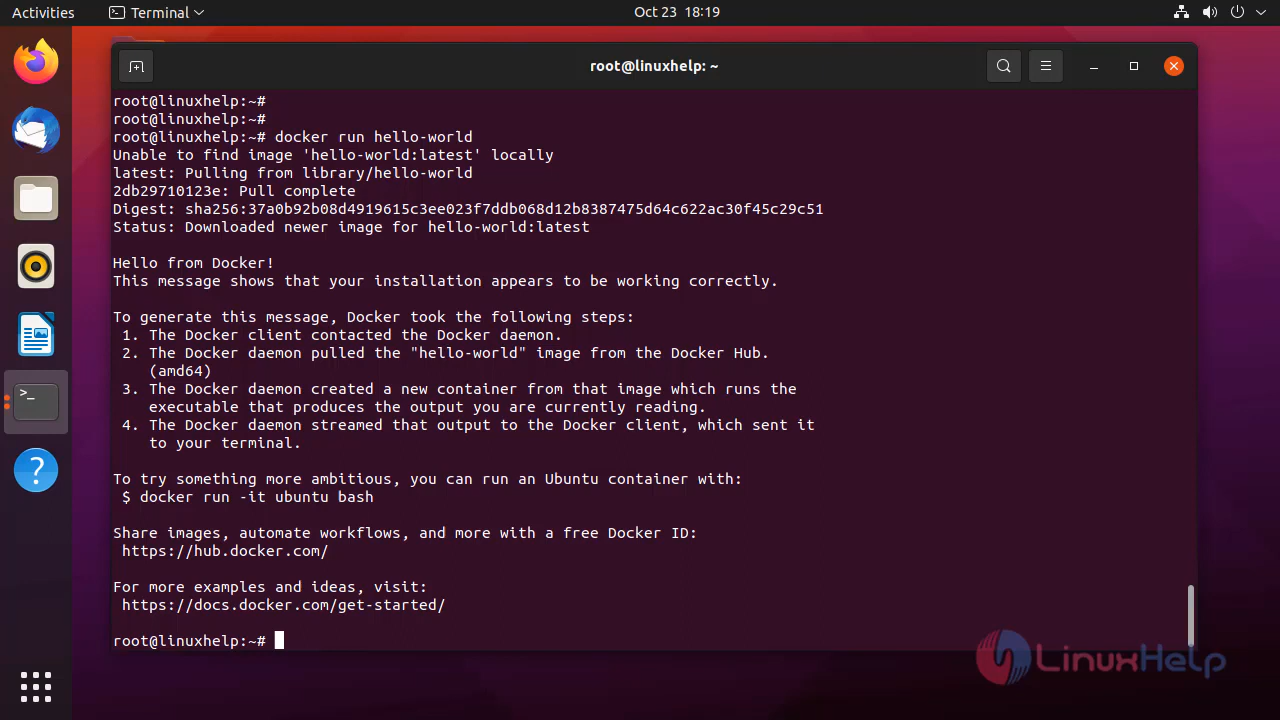 Activities
Terminal
Oct 23 18:19
root@linuxhelp: ~
root@linuxhelp:~#
root@linuxhelp:~#
root@linuxhelp:~# docker run hello-world
Unable to find image 'hello-world:latest' locally
latest: Pulling from library/hello-world
2db29710123e: Pull complete
Digest: sha256:37a0b92b08d4919615c3ee023f7ddb068d12b8387475d64c622ac30f45c29c51
Status: Downloaded newer image for hello-world:latest
Hello from Docker!
This message shows that your installation appears to be working correctly.
To generate this message, Docker took the following steps:
1. The Docker client contacted the Docker daemon.
2. The Docker daemon pulled the "hello-world" image from the Docker Hub.
(amd64)
3. The Docker daemon created a new container from that image which runs the
executable that produces the output you are currently reading.
4. The Docker daemon streamed that output to the Docker client, which sent it
to your terminal.
To try something more ambitious, you can run an Ubuntu container with:
$ docker run -it ubuntu bash
Share images, automate workflows, and more with a free Docker ID:
https://hub.docker.com/
For more examples and ideas, visit:
https://docs.docker.com/get-started/
root@linuxhelp:~#
LinuxHelp